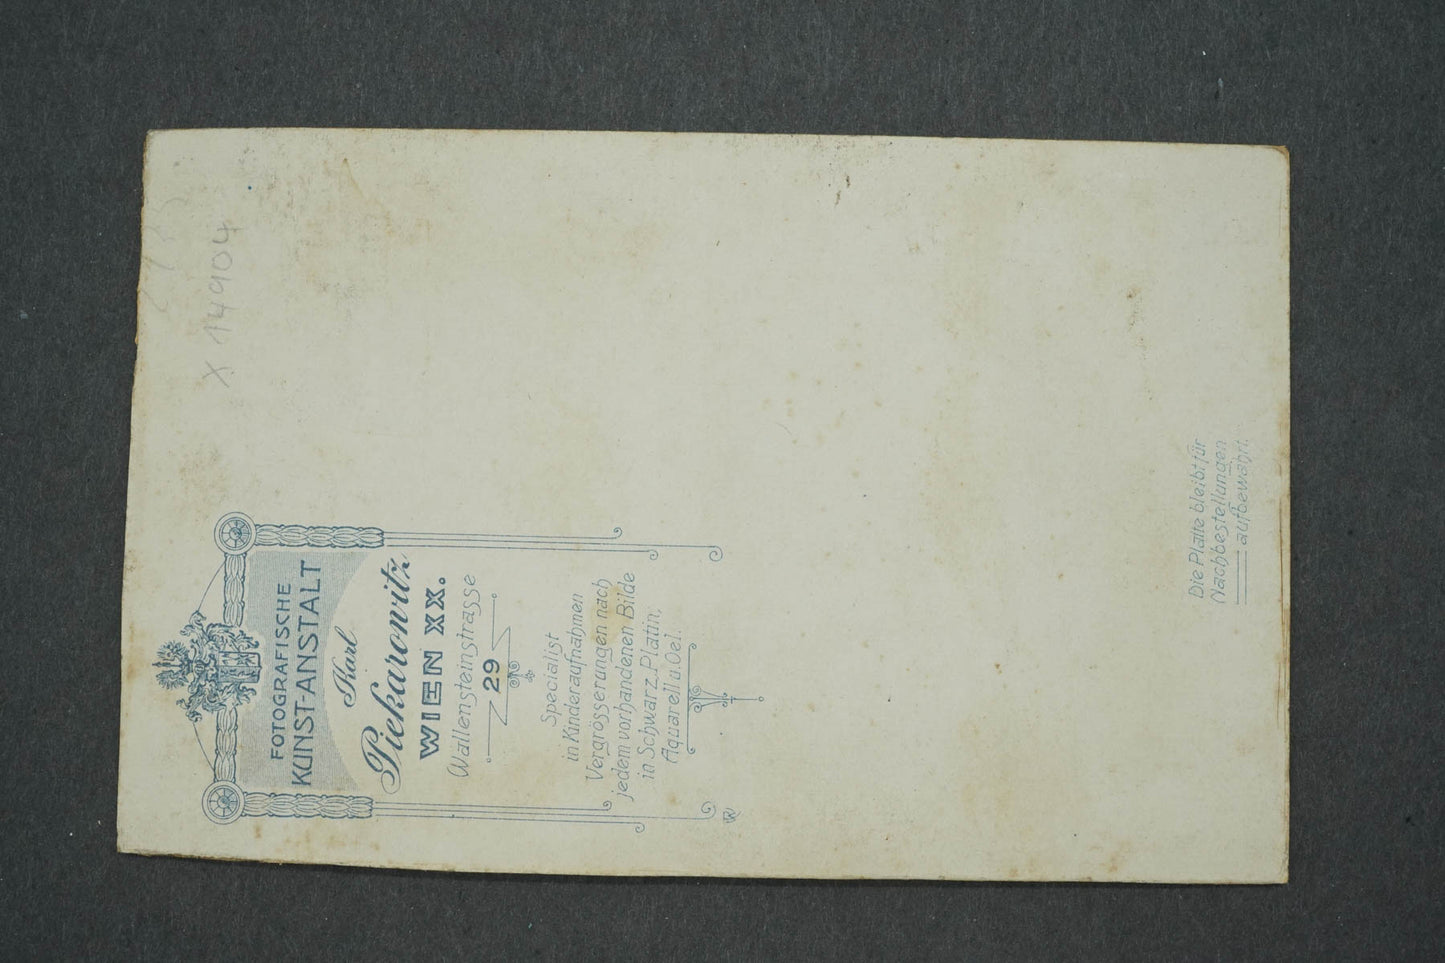 X 14904
FOTOGRAFISCHE
KUNST-ANSTALT
Karl
Piekarowitz
WIEN XX.
Wallensteinstrasse
29
Specialist
in Kinderaufnahmen
Vergrösserungen nach
jedem vorhandenen Bilde
in Schwarz, Platin,
Aquarell u. Oel.
Die Platte bleibt für
Nachbestellungen
aufbewahrt.